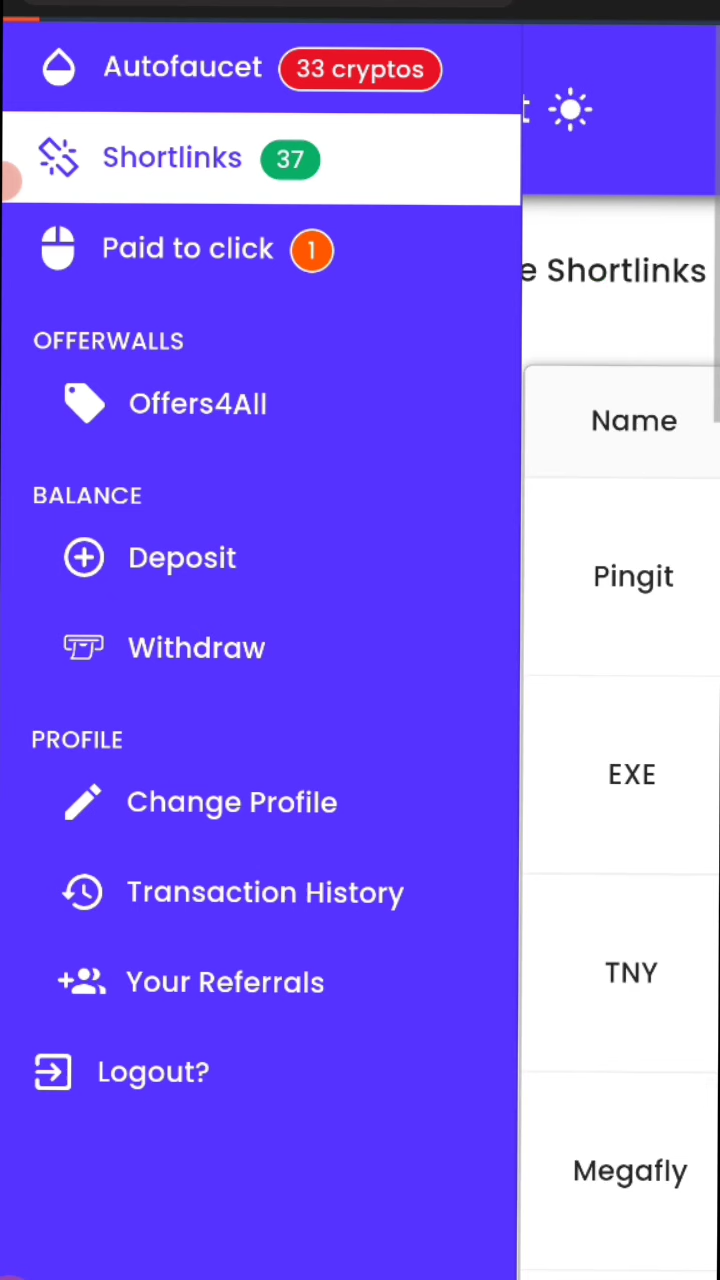 Autofaucet 33 cryptos
Shortlinks 37
Paid to click 1
OFFERWALLS
Offers4All
BALANCE
Deposit
Withdraw
PROFILE
Change Profile
Transaction History
Your Referrals
Logout?
e Shortlinks
Name
Pingit
EXE
TNY
Megafly